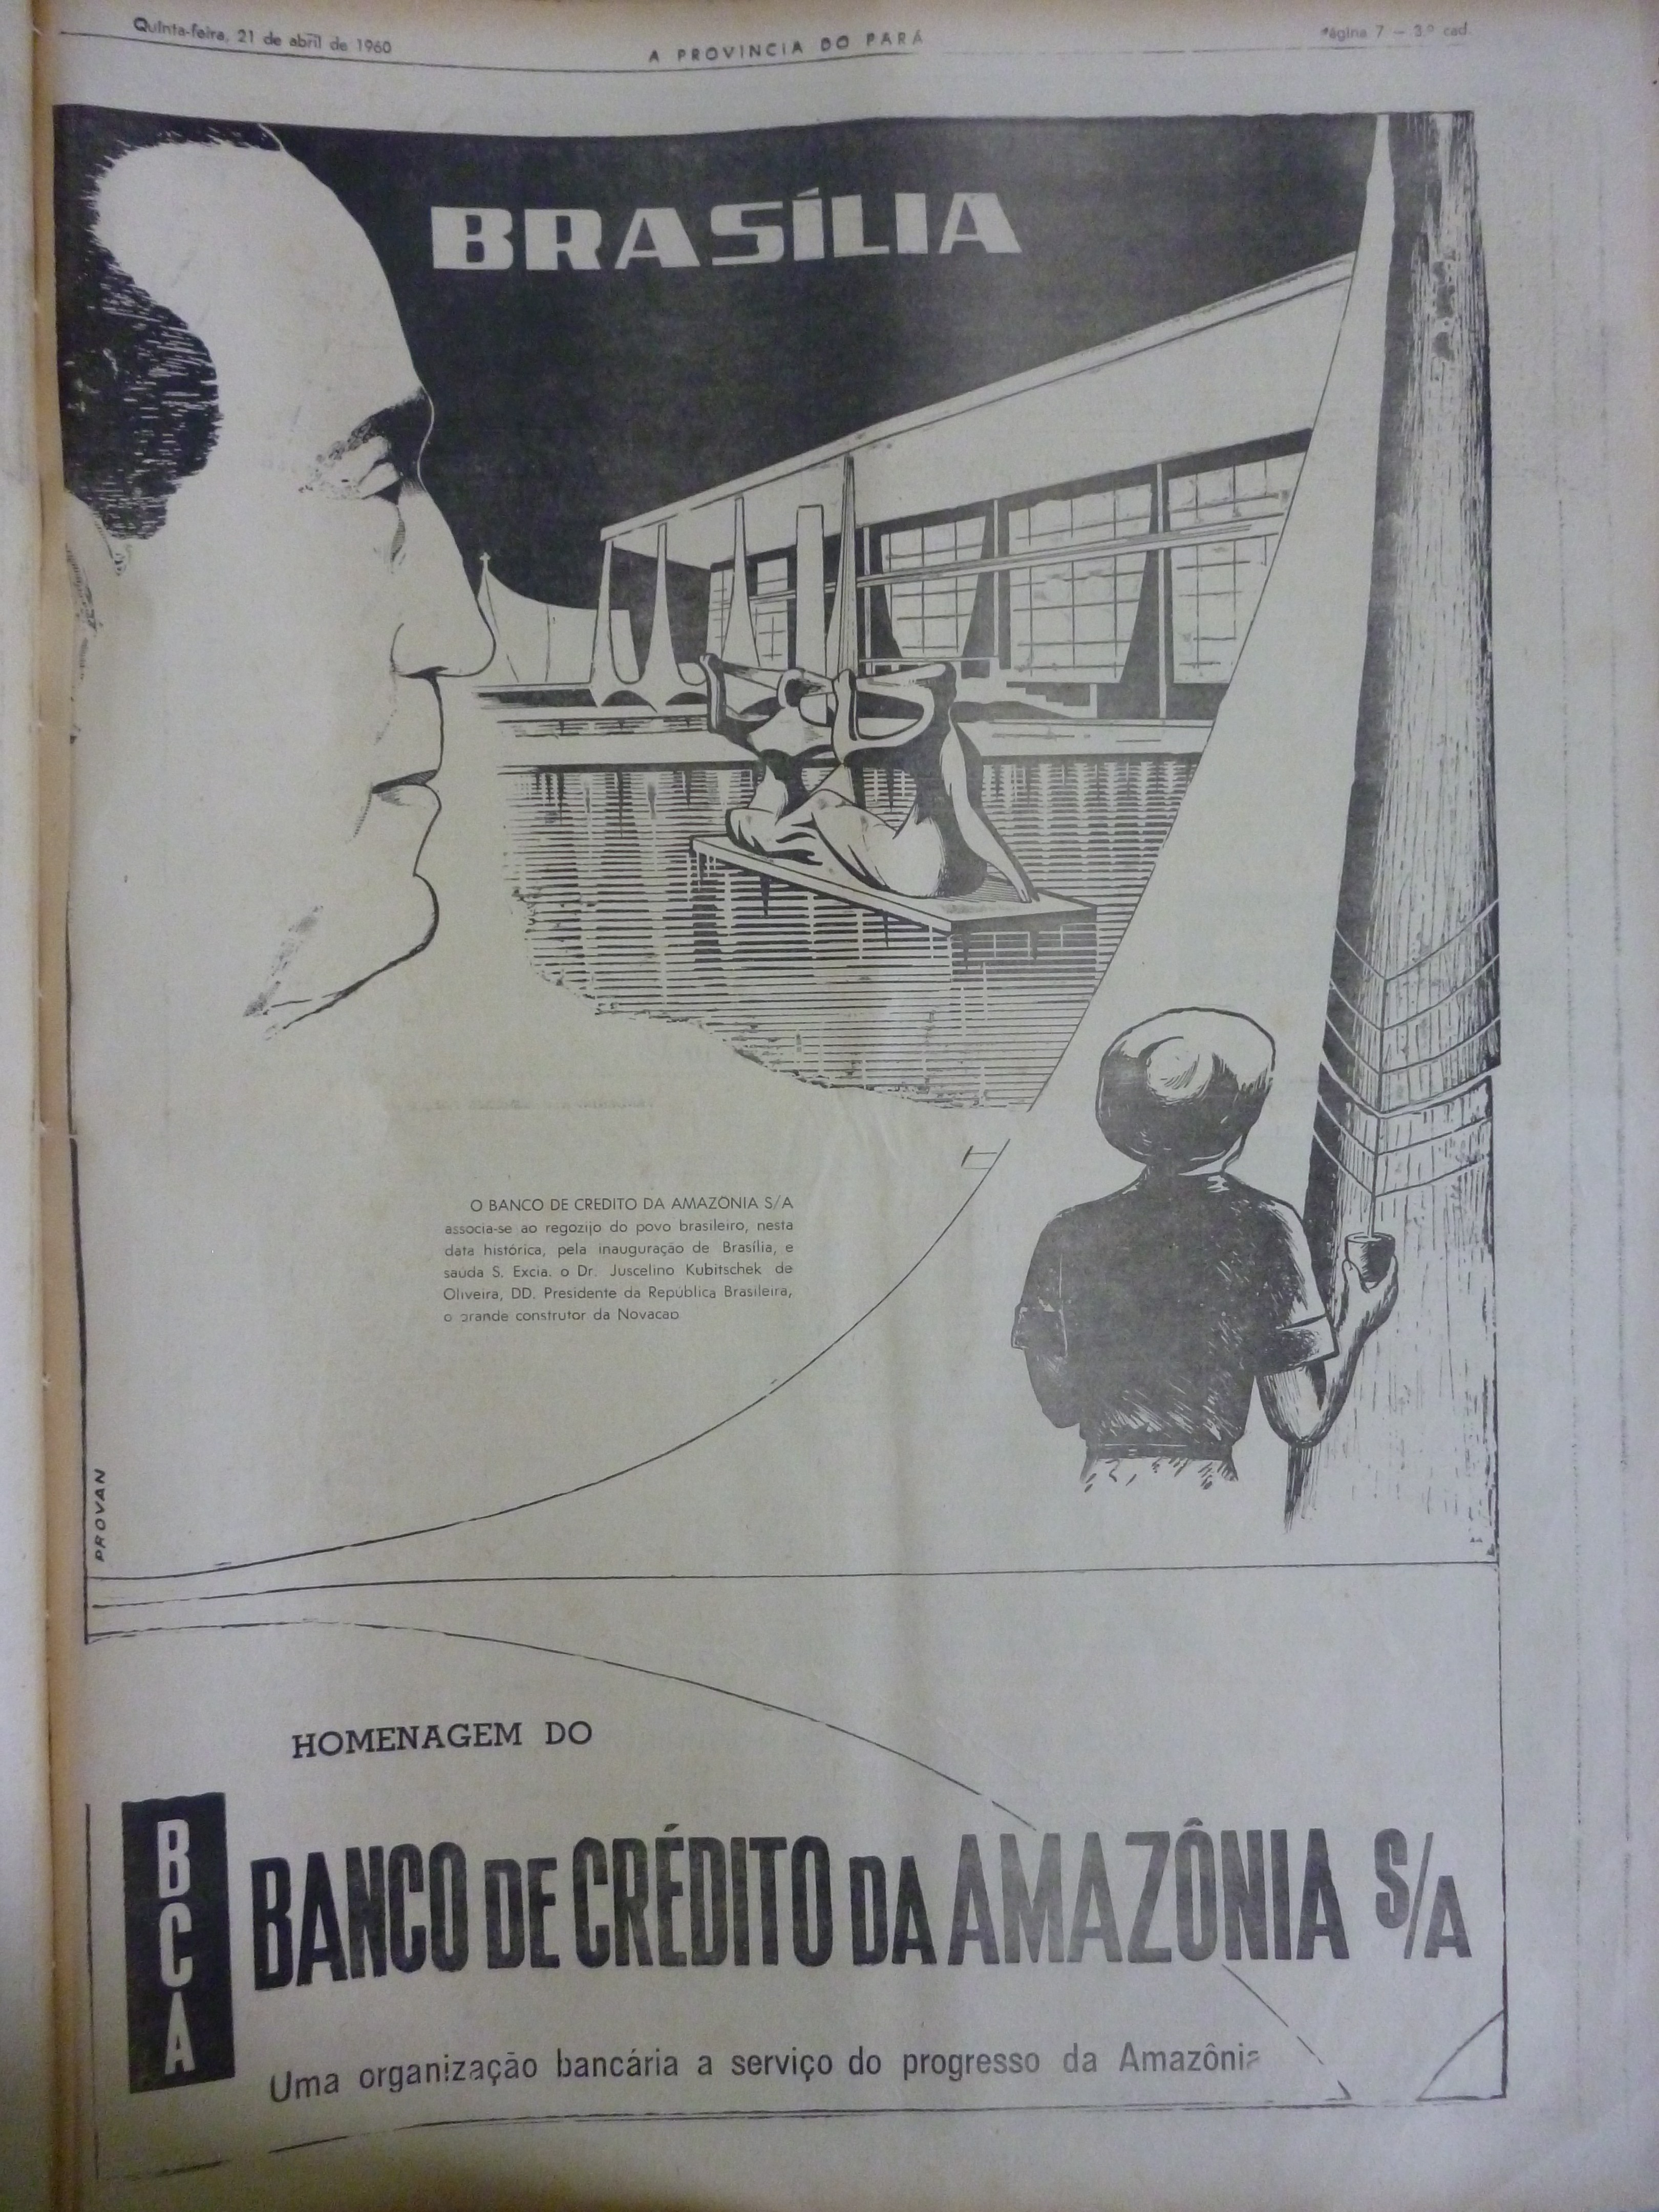 Quinta-feira, 21 de abril de 1960
A PROVINCIA DO PARÁ
Página 7 — 3.º cad.
BRASÍLIA
O BANCO DE CREDITO DA AMAZONIA S/A
associa-se ao regozijo do povo brasileiro, nesta
data histórica, pela inauguração de Brasília, e
saúda S. Excia. o Dr. Juscelino Kubitschek de
Oliveira, DD. Presidente da República Brasileira,
o grande construtor da Novacap
PROVAN
HOMENAGEM DO
BCA
BANCO DE CRÉDITO DA AMAZÔNIA S/A
Uma organização bancária a serviço do progresso da Amazônia